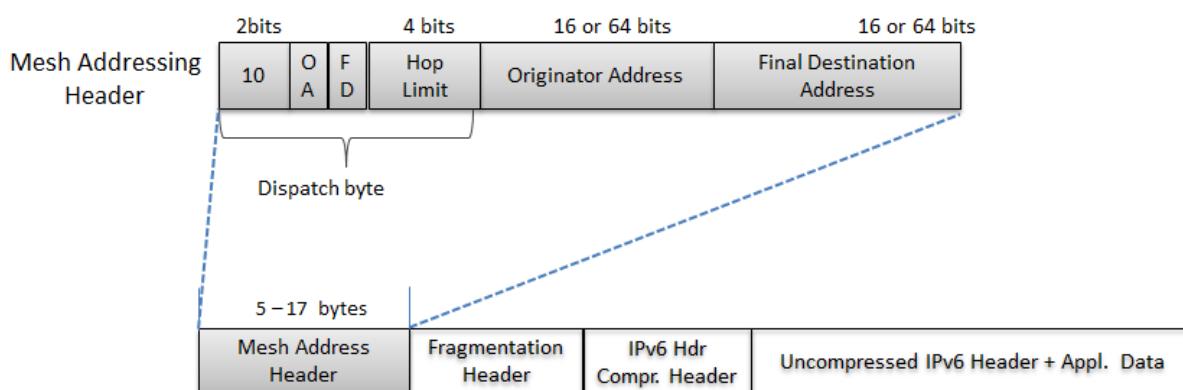 2bits 4 bits 16 or 64 bits 16 or 64 bits
Mesh Addressing
Header
10
O
A
F
D
Hop
Limit
Originator Address
Final Destination
Address
Dispatch byte
5 – 17 bytes
Mesh Address
Header
Fragmentation
Header
IPv6 Hdr
Compr. Header
Uncompressed IPv6 Header + Appl. Data